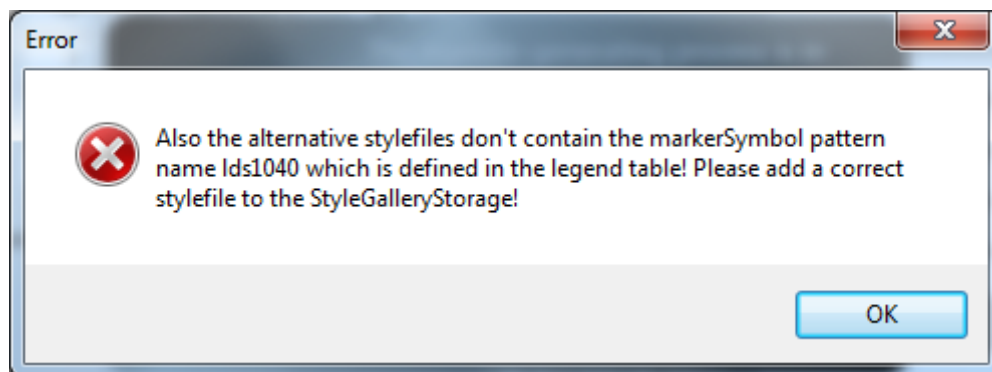 Error
Also the alternative stylefiles don't contain the markerSymbol pattern
name lds1040 which is defined in the legend table! Please add a correct
stylefile to the StyleGalleryStorage!
OK